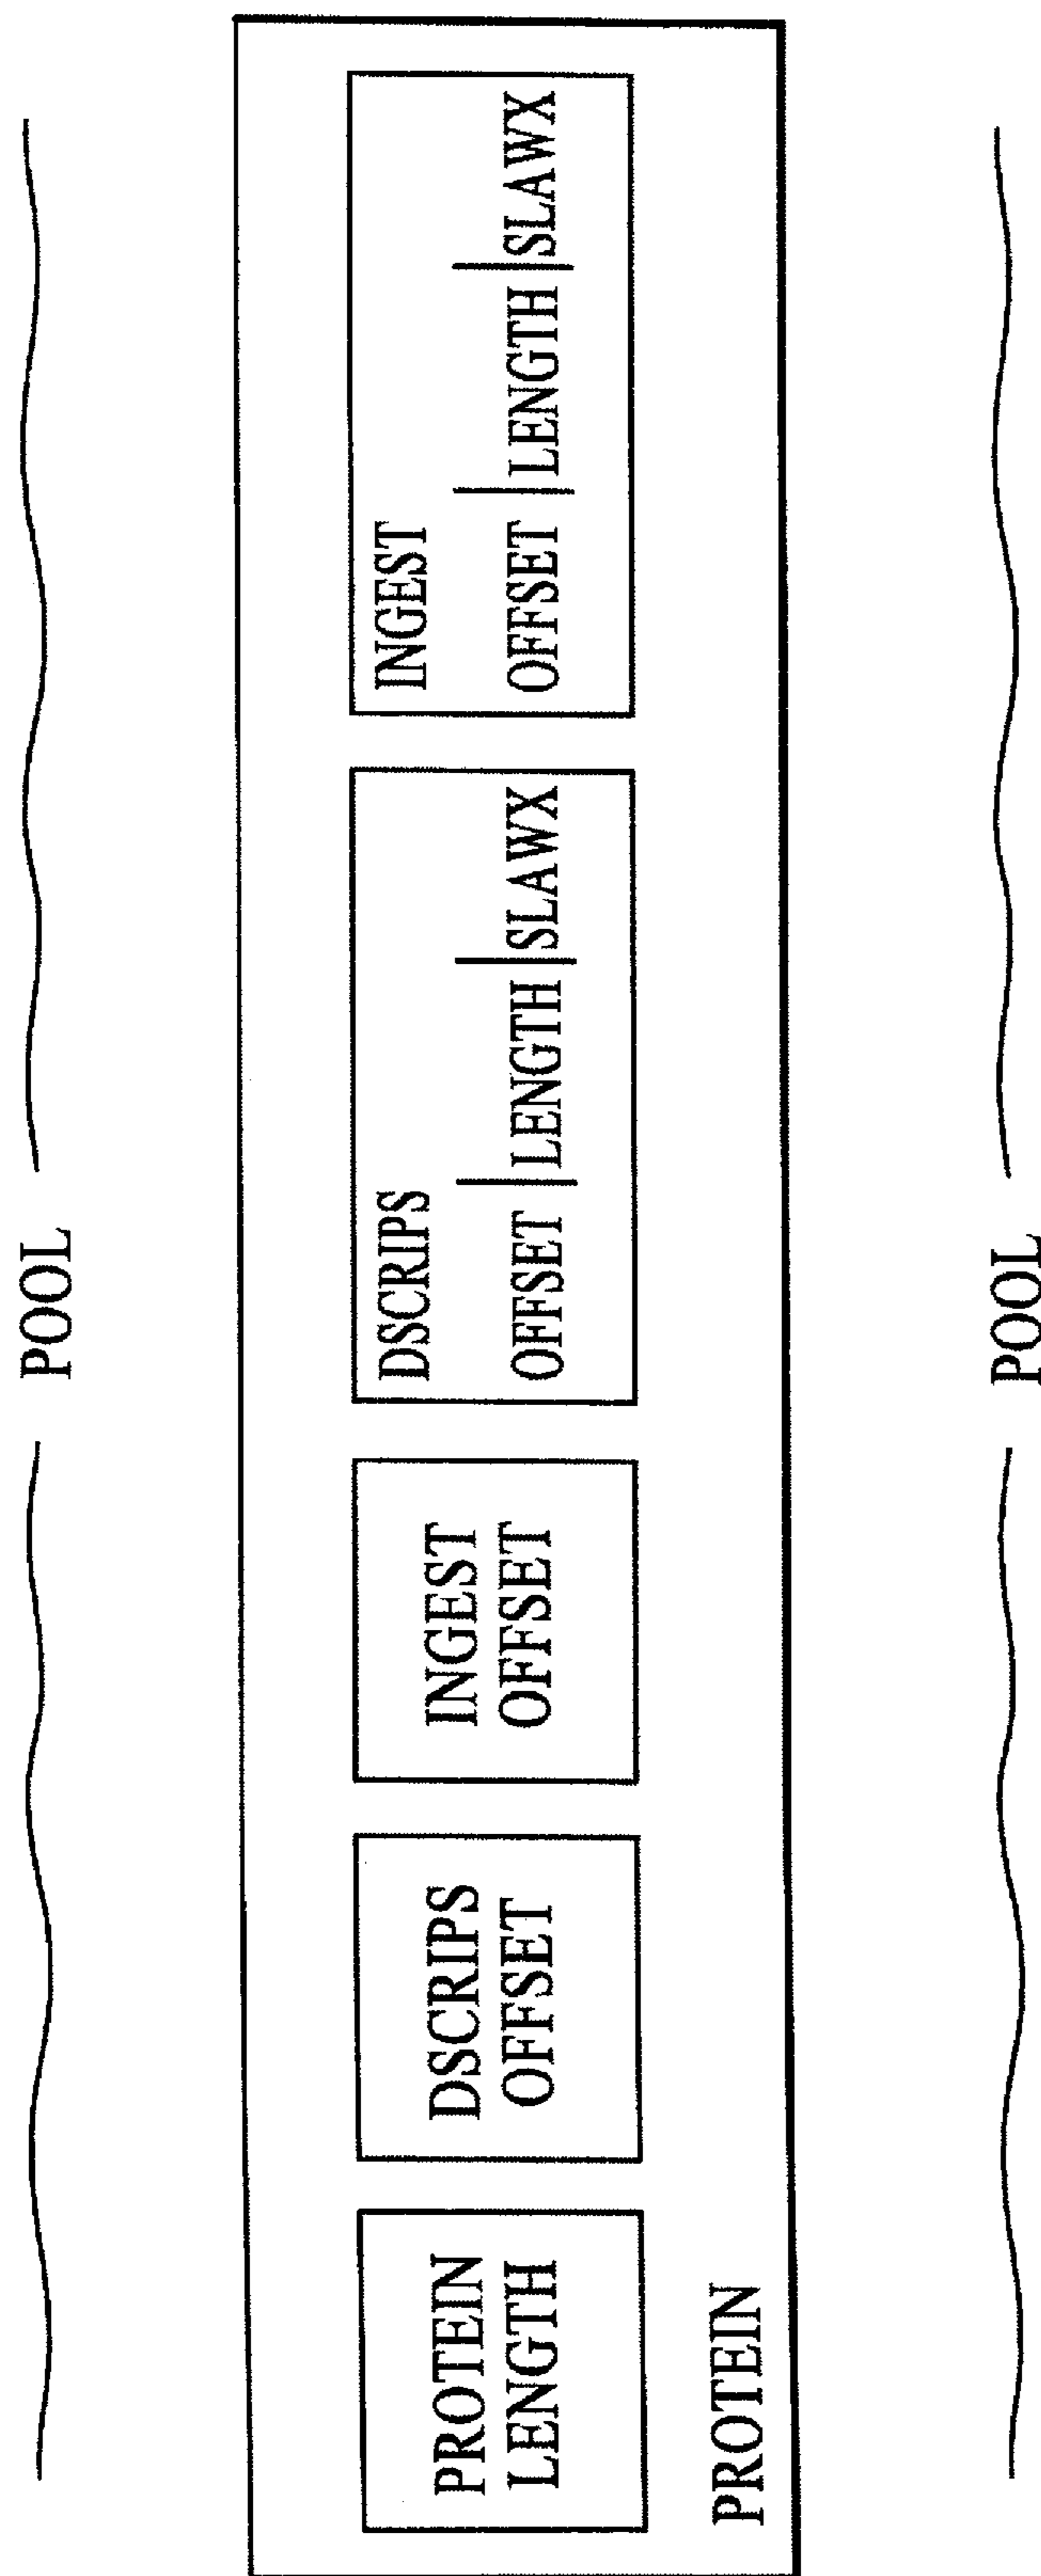 POOL
PROTEIN
LENGTH
DSCRIPS
OFFSET
INGEST
OFFSET
DSCRIPS
OFFSET LENGTH SLAWX
INGEST
OFFSET LENGTH SLAWX
PROTEIN
POOL